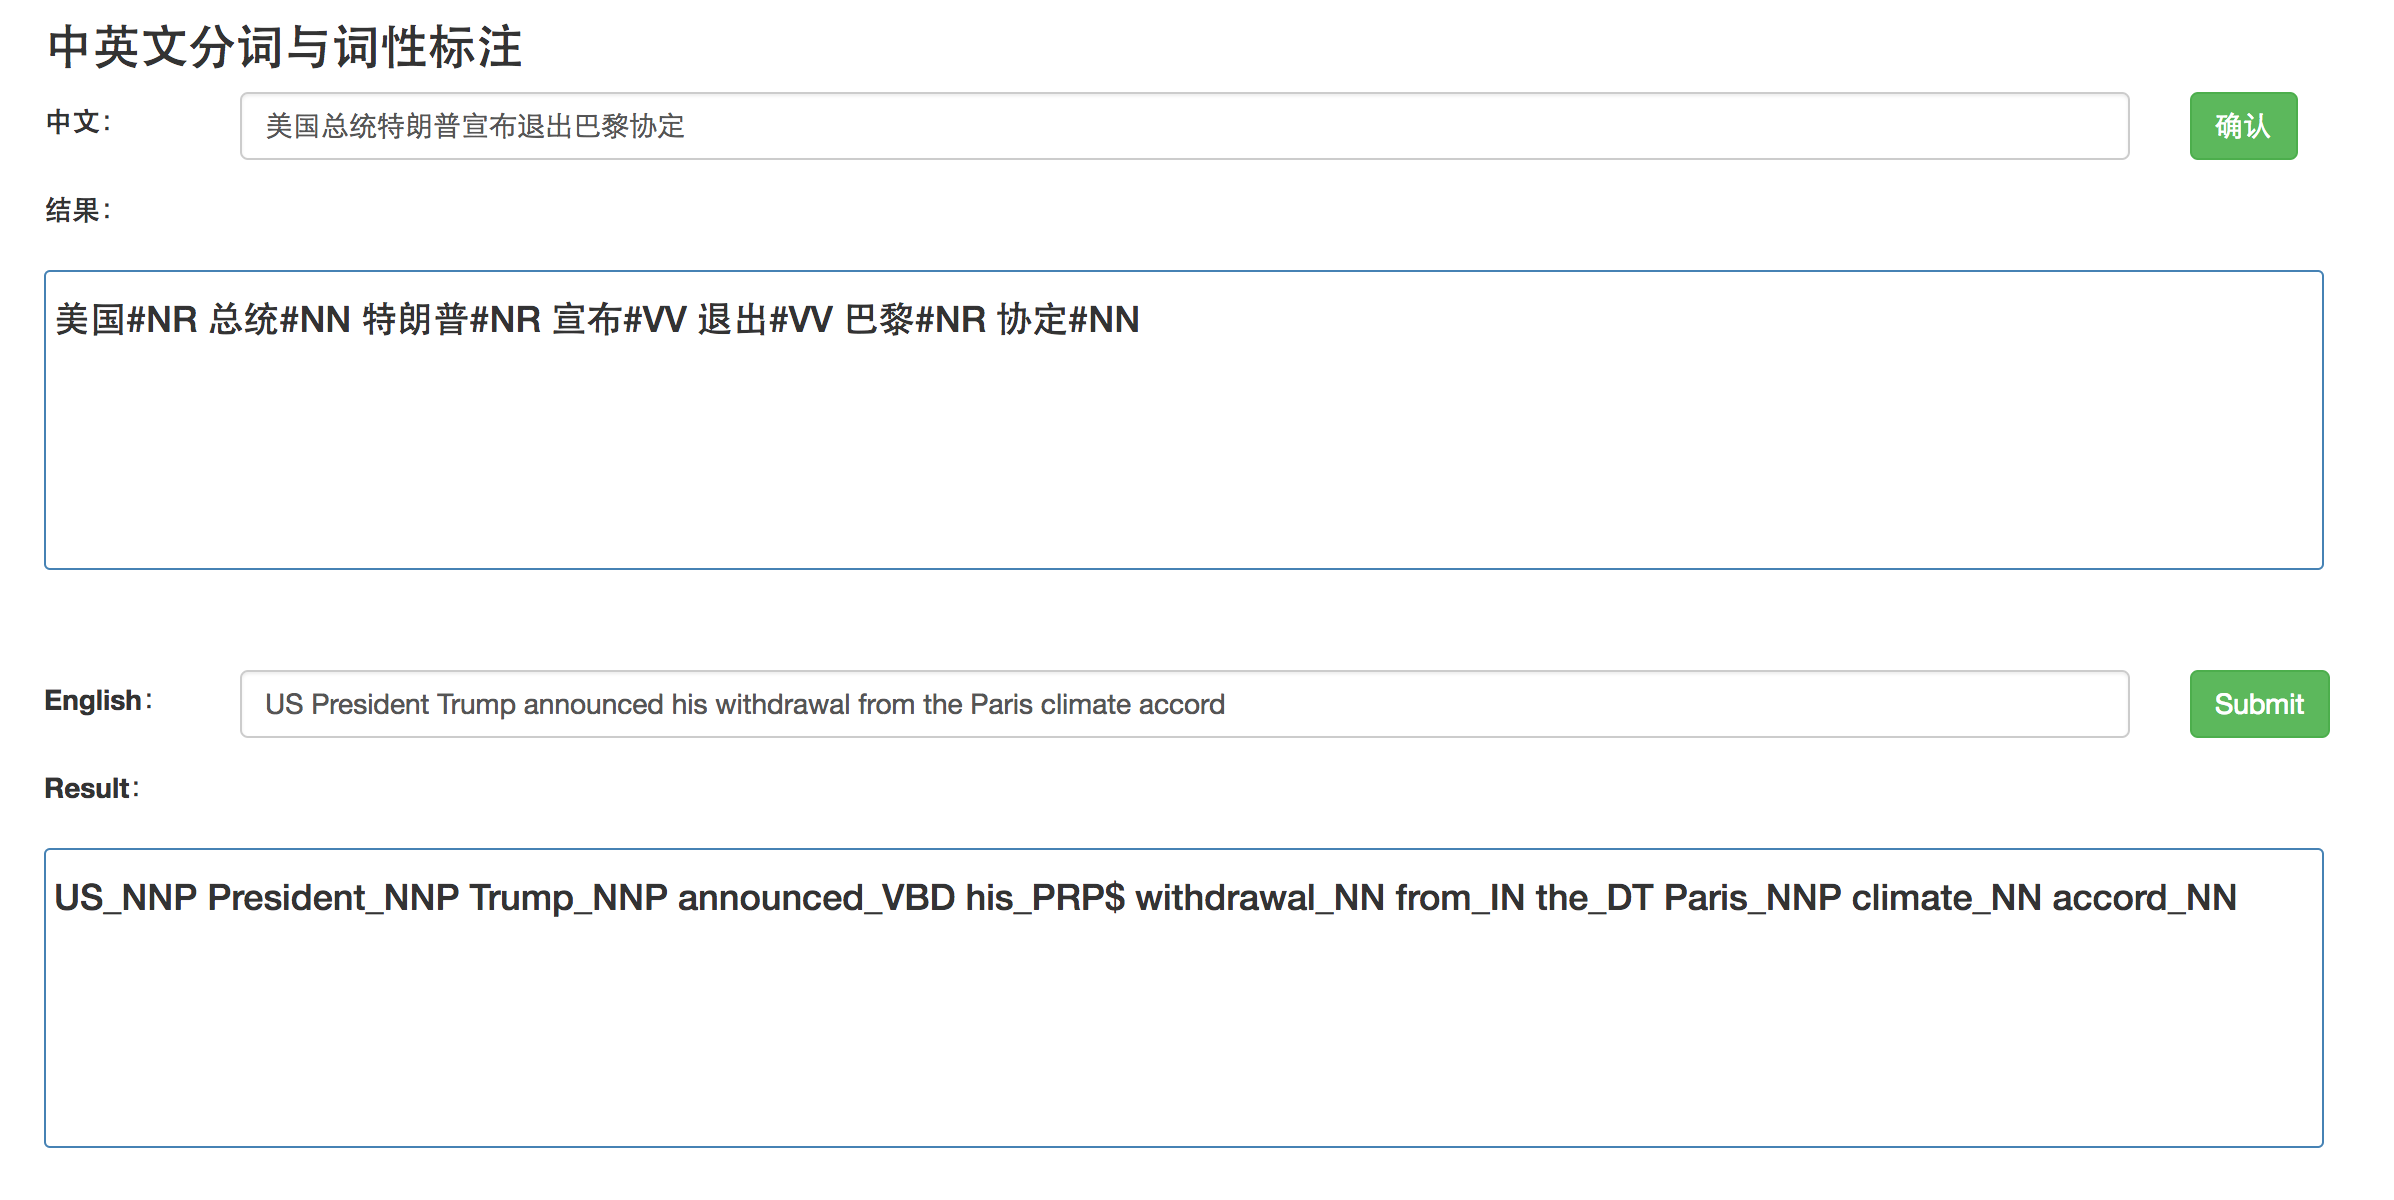 中英文分词与词性标注
中文： 美国总统特朗普宣布退出巴黎协定 确认
结果：
美国#NR 总统#NN 特朗普#NR 宣布#VV 退出#VV 巴黎#NR 协定#NN
English： US President Trump announced his withdrawal from the Paris climate accord Submit
Result：
US_NNP President_NNP Trump_NNP announced_VBD his_PRP$ withdrawal_NN from_IN the_DT Paris_NNP climate_NN accord_NN